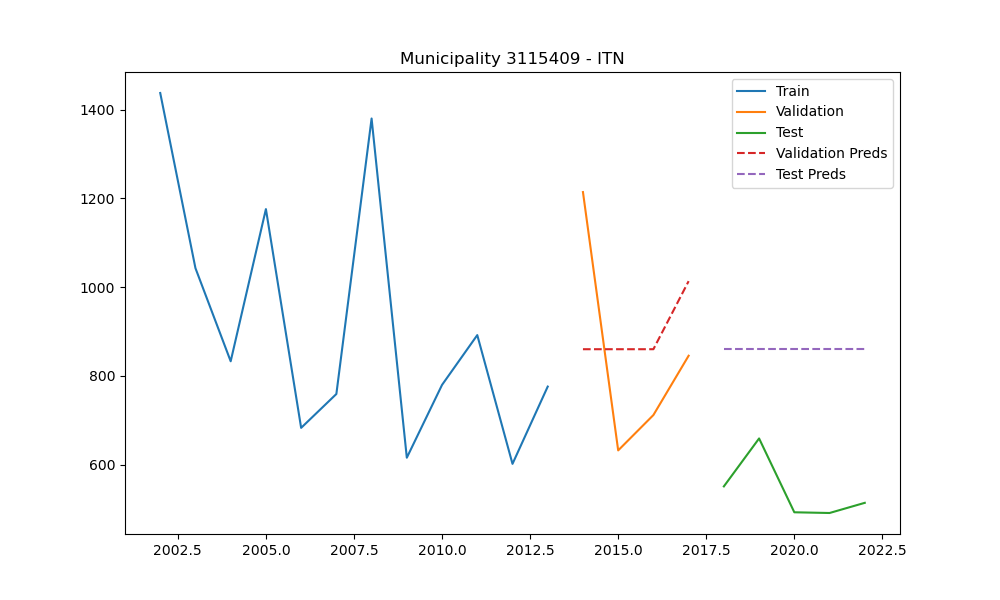 Municipality 3115409 - ITN
Train
Validation
Test
Validation Preds
Test Preds
1400
1200
1000
800
600
2002.5 2005.0 2007.5 2010.0 2012.5 2015.0 2017.5 2020.0 2022.5